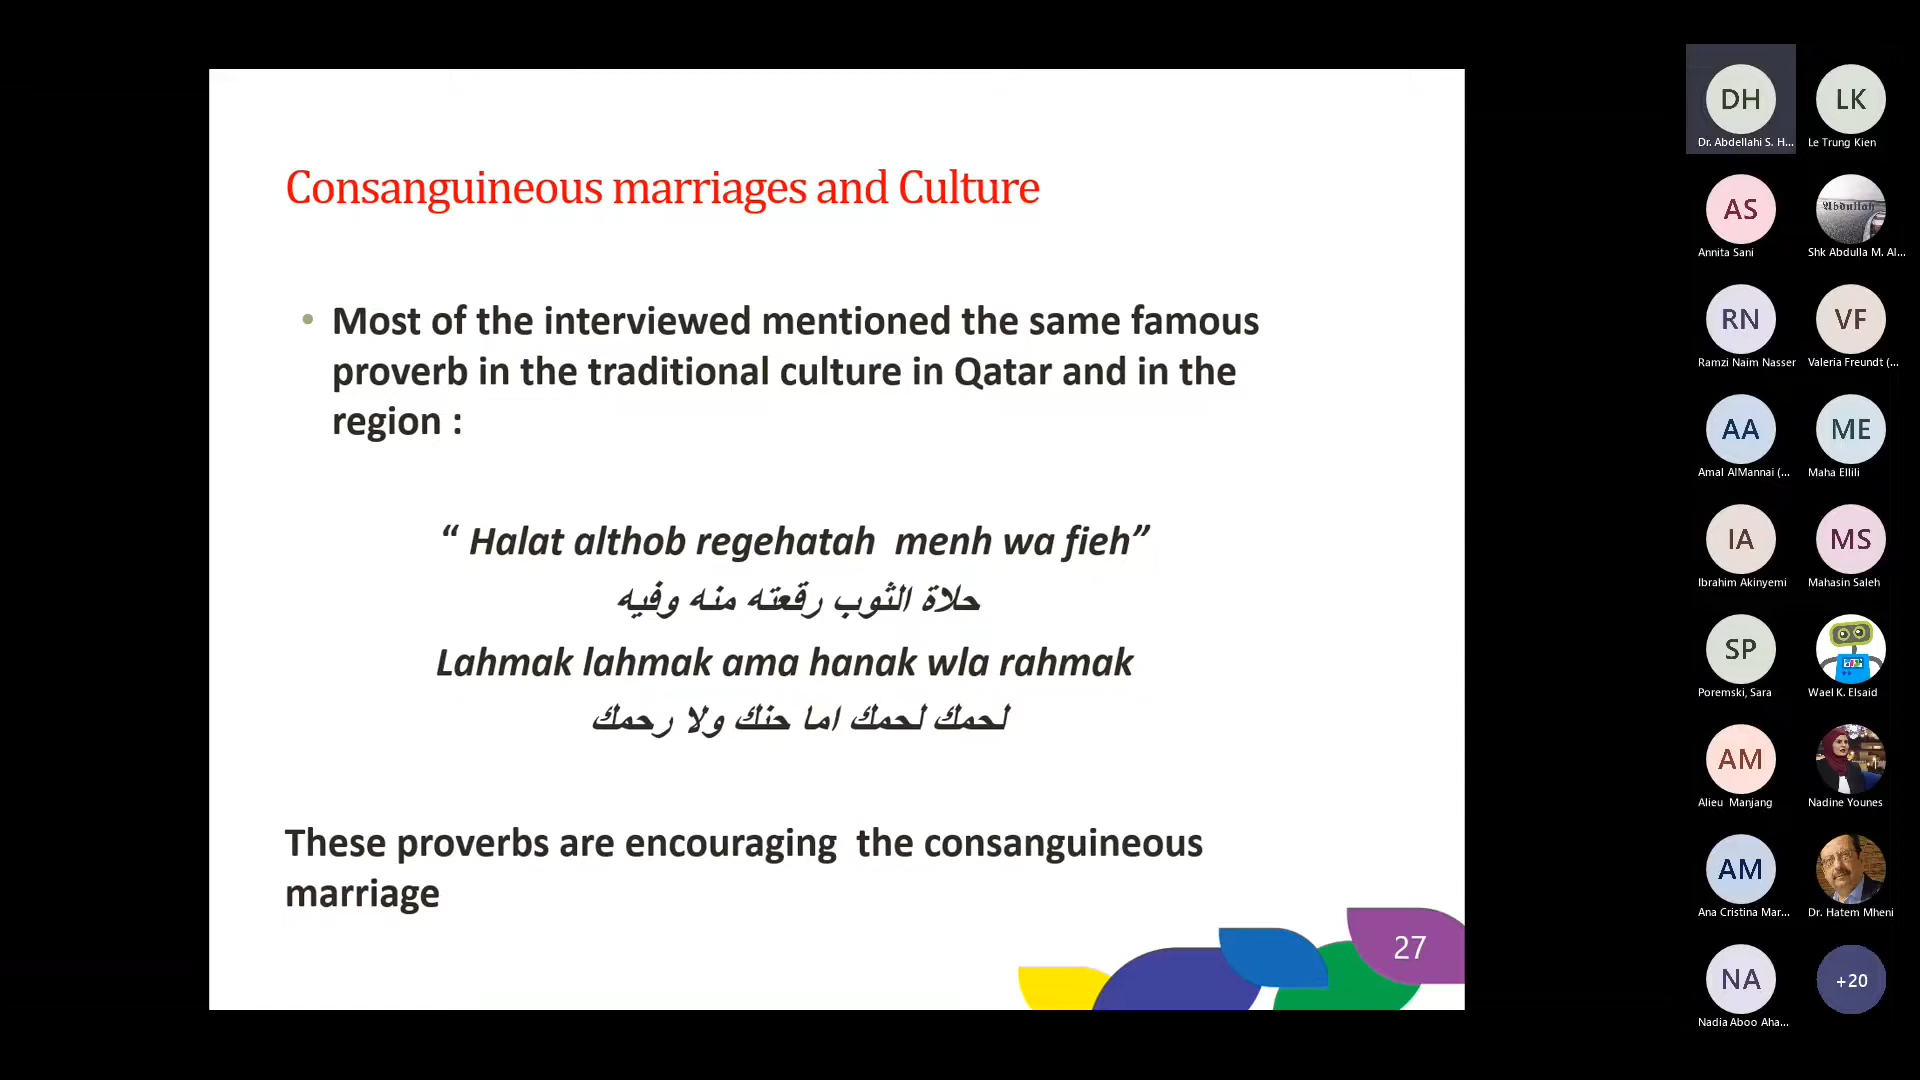 Consanguineous marriages and Culture
• Most of the interviewed mentioned the same famous
proverb in the traditional culture in Qatar and in the
region :
“ Halat althob regehatah  menh wa fieh”
حلاة الثوب رقعته منه وفيه
Lahmak lahmak ama hanak wla rahmak
لحمك لحمك اما حنك ولا رحمك
These proverbs are encouraging  the consanguineous
marriage
27
DH
Dr. Abdellahi S. H...
LK
Le Trung Kien
AS
Annita Sani
Abdullah
Shk Abdulla M. Al...
RN
Ramzi Naim Nasser
VF
Valeria Freundt (...
AA
Amal AlMannai (...
ME
Maha Ellili
IA
Ibrahim Akinyemi
MS
Mahasin Saleh
SP
Poremski, Sara
Wael K. Elsaid
AM
Alieu  Manjang
Nadine Younes
AM
Ana Cristina Mar...
Dr. Hatem Mheni
NA
Nadia Aboo Aha...
+20